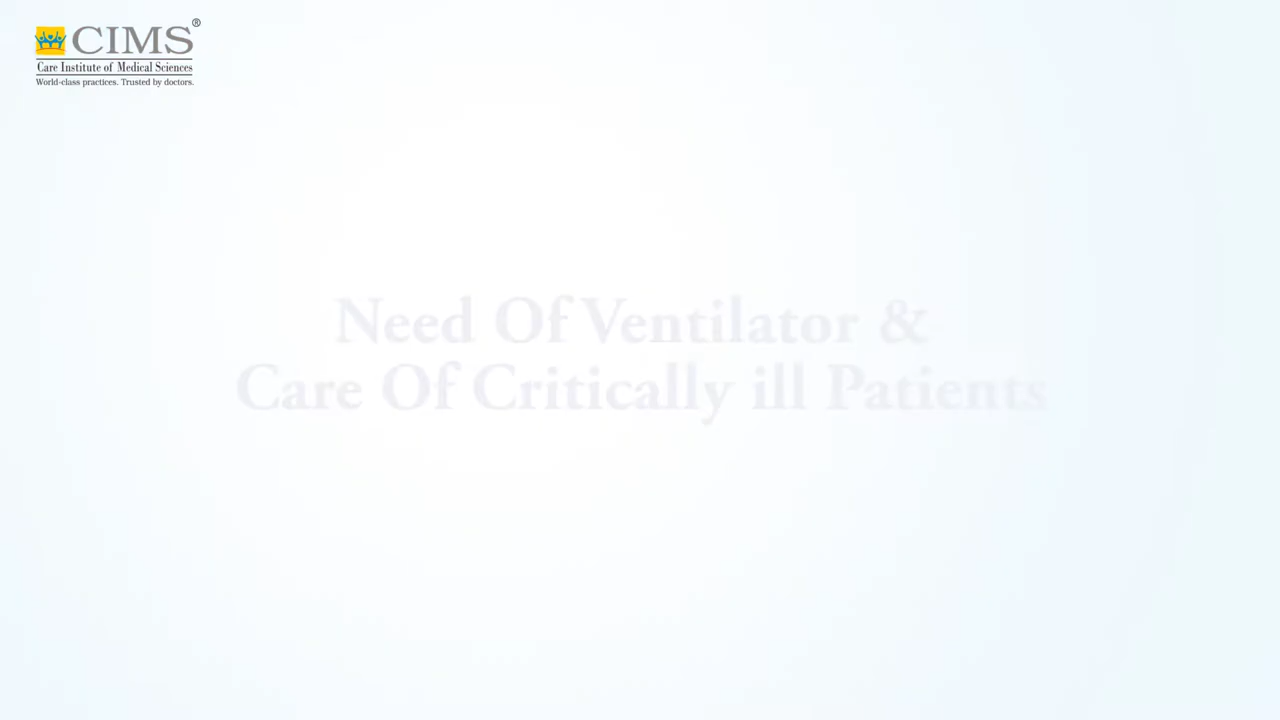 CIMS®
Care Institute of Medical Sciences
World-class practices. Trusted by doctors.
Need Of Ventilator &
Care Of Critically ill Patients